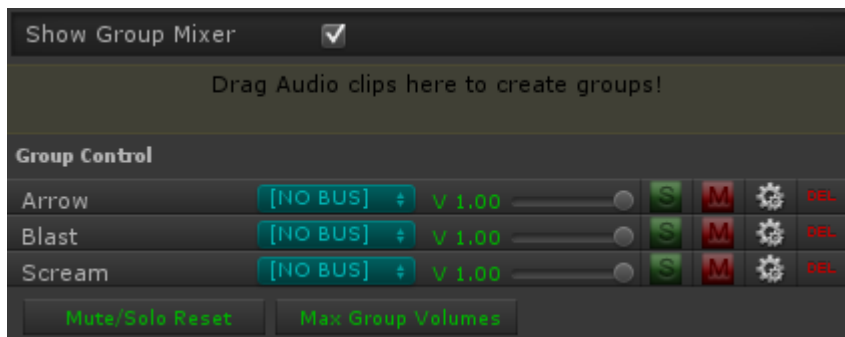 Show Group Mixer
Drag Audio clips here to create groups!
Group Control
Arrow [NO BUS] V 1.00 S M DEL
Blast [NO BUS] V 1.00 S M DEL
Scream [NO BUS] V 1.00 S M DEL
Mute/Solo Reset Max Group Volumes